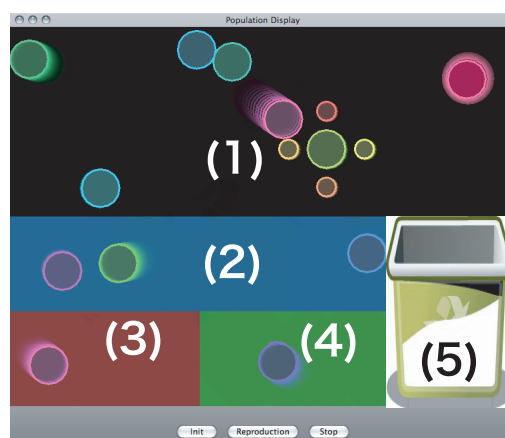 Population Display
(1)
(2)
(3)
(4)
(5)
Init
Reproduction
Stop